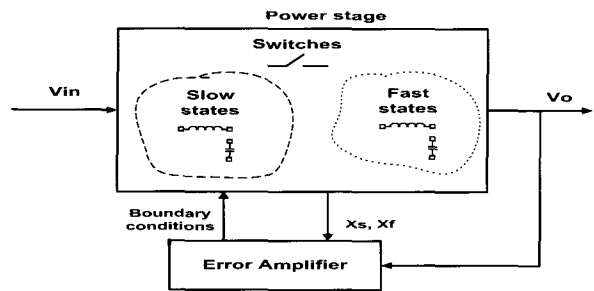 Power stage
Switches
Vin
Slow
states
Fast
states
Vo
Boundary
conditions
Xs, Xf
Error Amplifier